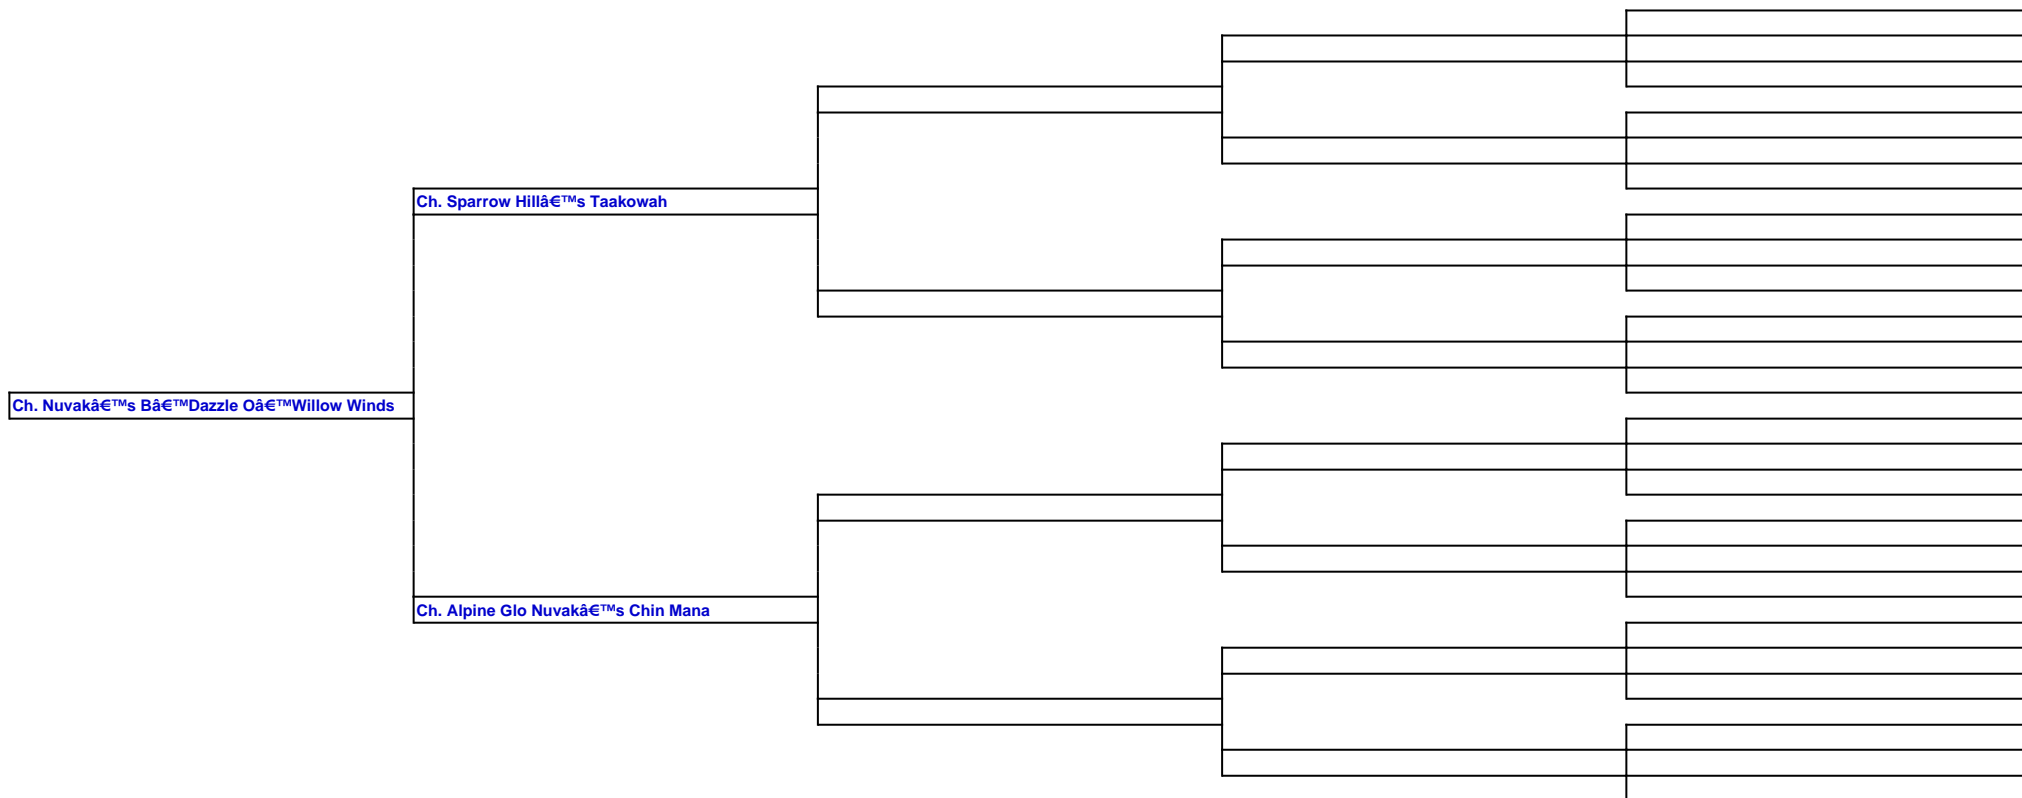 Ch. Sparrow Hillâ€™s Taakowah
Ch. Nuvakâ€™s Bâ€™Dazzle Oâ€™Willow Winds
Ch. Alpine Glo Nuvakâ€™s Chin Mana